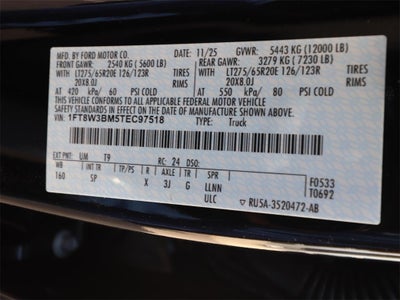 MFD. BY FORD MOTOR CO. 11/25 GVWR: 5443 KG (12000 LB)
FRONT GAWR: 2540 KG (5600 LB) REAR GAWR: 3279 KG (7230 LB)
LT275/65R20E 126/123R TIRES LT275/65R20E 126/123R TIRES
20X8.0J RIMS 20X8.0J RIMS
AT 420 kPa/ 60 PSI COLD AT 550 kPa/ 80 PSI COLD
THIS VEHICLE CONFORMS TO ALL APPLICABLE FEDERAL MOTOR VEHICLE
SAFETY STANDARDS IN EFFECT ON THE DATE OF MANUFACTURE SHOWN ABOVE.
VIN: 1FT8W3BM5TEC97518 TYPE: Truck
EXT PNT: UM T9 RC: 24 DSO:
WB INT TR TP/PS R AXLE TR SPR F0533
160 SP X 3J G LLNN T0692
ULC ▽ RU5A-3520472-AB